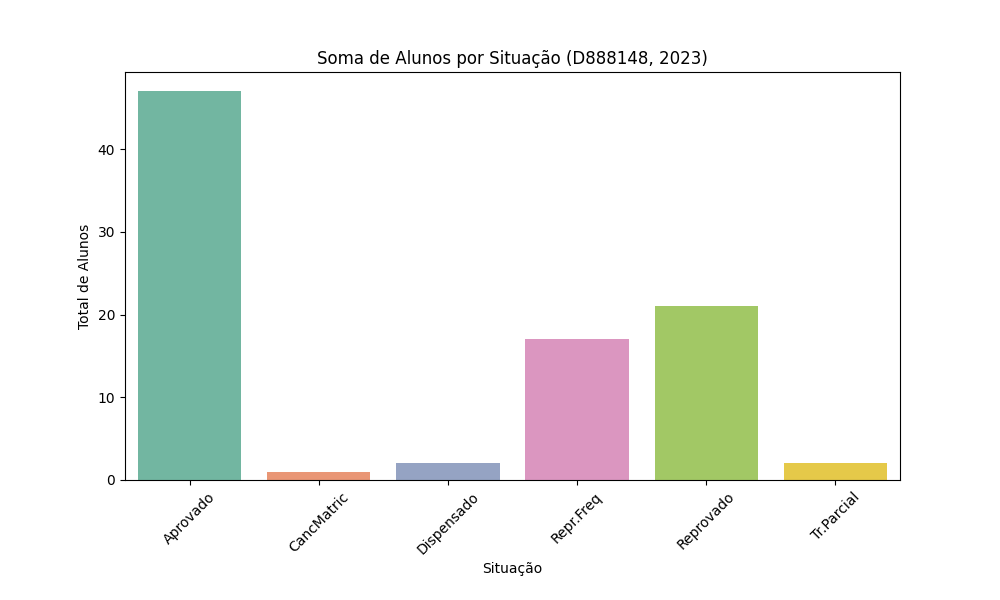 Soma de Alunos por Situação (D888148, 2023)
Total de Alunos
40
30
20
10
0
Aprovado
CancMatric
Dispensado
Repr.Freq
Reprovado
Tr.Parcial
Situação